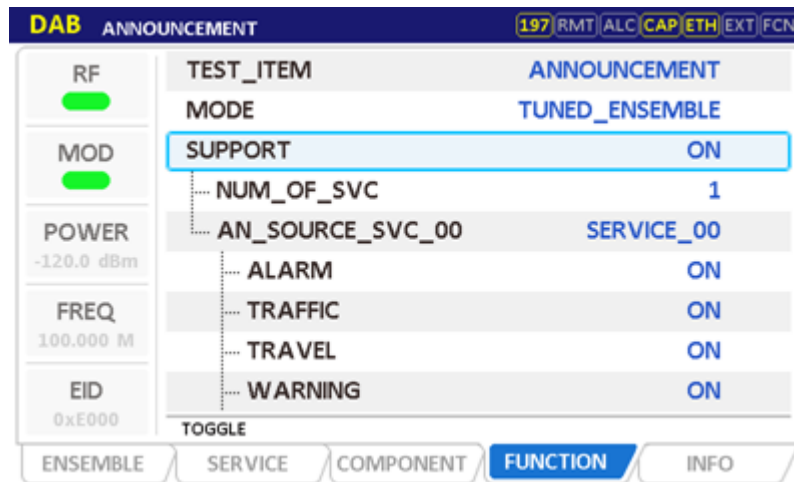 DAB ANNOUNCEMENT 197 RMT ALC CAP ETH EXT FCN
RF
MOD
POWER
-120.0 dBm
FREQ
100.000 M
EID
0xE000
TEST_ITEM ANNOUNCEMENT
MODE TUNED_ENSEMBLE
SUPPORT ON
NUM_OF_SVC 1
AN_SOURCE_SVC_00 SERVICE_00
ALARM ON
TRAFFIC ON
TRAVEL ON
WARNING ON
TOGGLE
ENSEMBLE SERVICE COMPONENT FUNCTION INFO